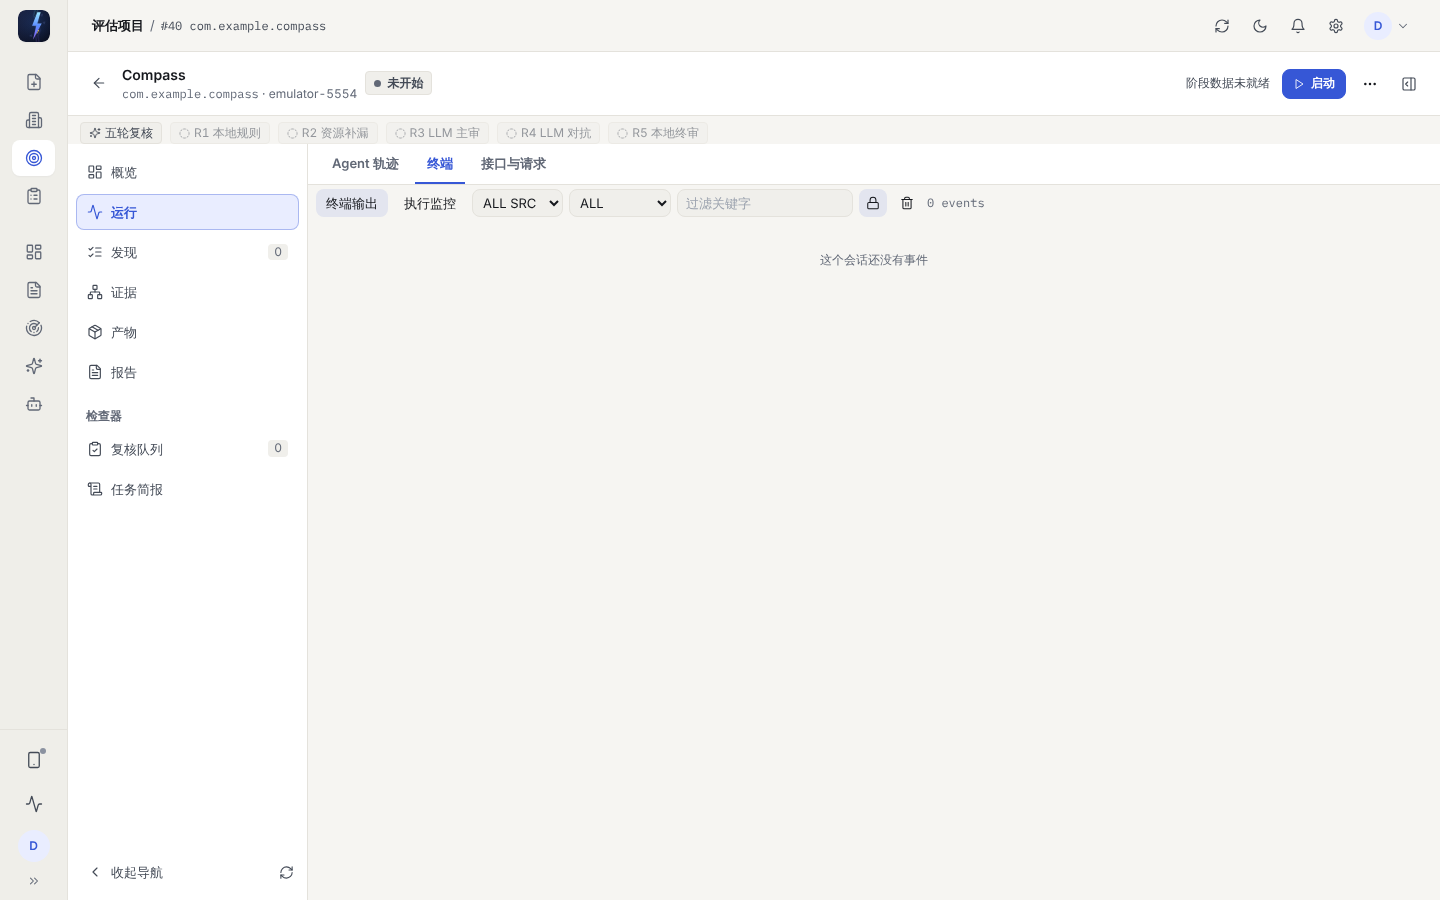 评估项目 / #40 com.example.compass
D
Compass
com.example.compass · emulator-5554
未开始
阶段数据未就绪
启动
五轮复核
R1 本地规则
R2 资源补漏
R3 LLM 主审
R4 LLM 对抗
R5 本地终审
概览
运行
发现 0
证据
产物
报告
检查器
复核队列 0
任务简报
收起导航
Agent 轨迹
终端
接口与请求
终端输出
执行监控
ALL SRC
ALL
过滤关键字
0 events
这个会话还没有事件
D